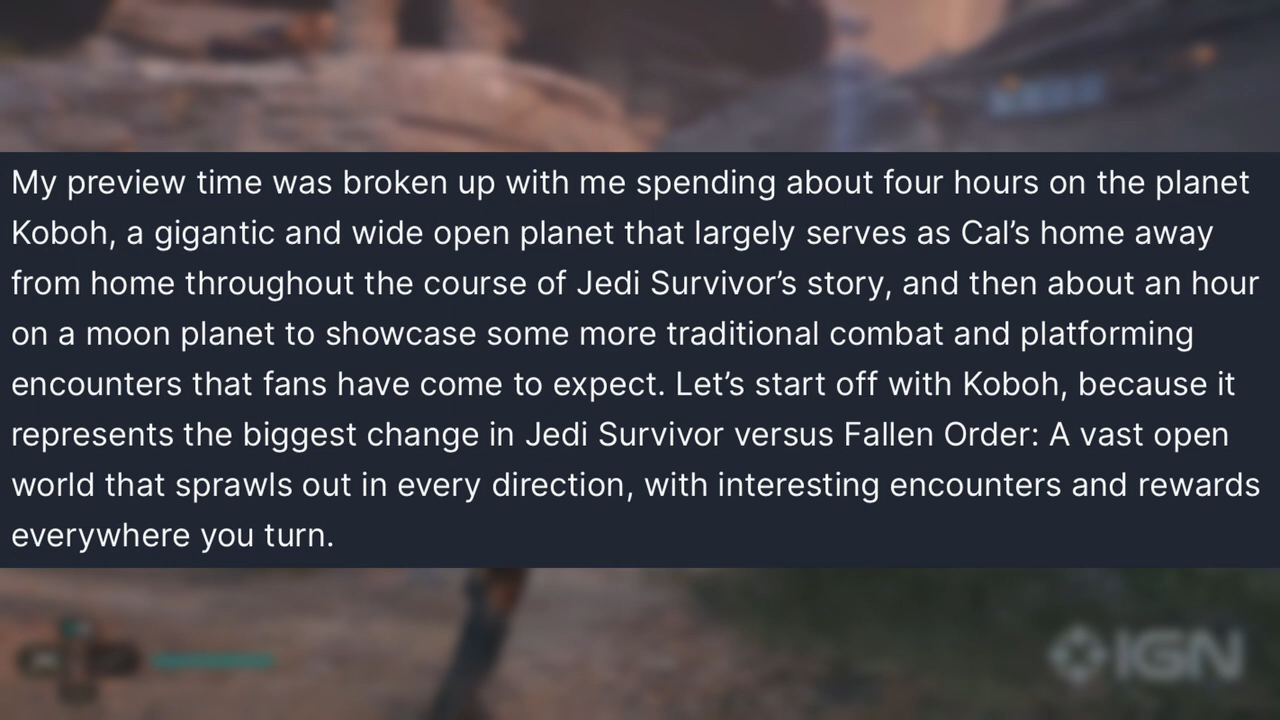 My preview time was broken up with me spending about four hours on the planet
Koboh, a gigantic and wide open planet that largely serves as Cal’s home away
from home throughout the course of Jedi Survivor’s story, and then about an hour
on a moon planet to showcase some more traditional combat and platforming
encounters that fans have come to expect. Let’s start off with Koboh, because it
represents the biggest change in Jedi Survivor versus Fallen Order: A vast open
world that sprawls out in every direction, with interesting encounters and rewards
everywhere you turn.
IGN